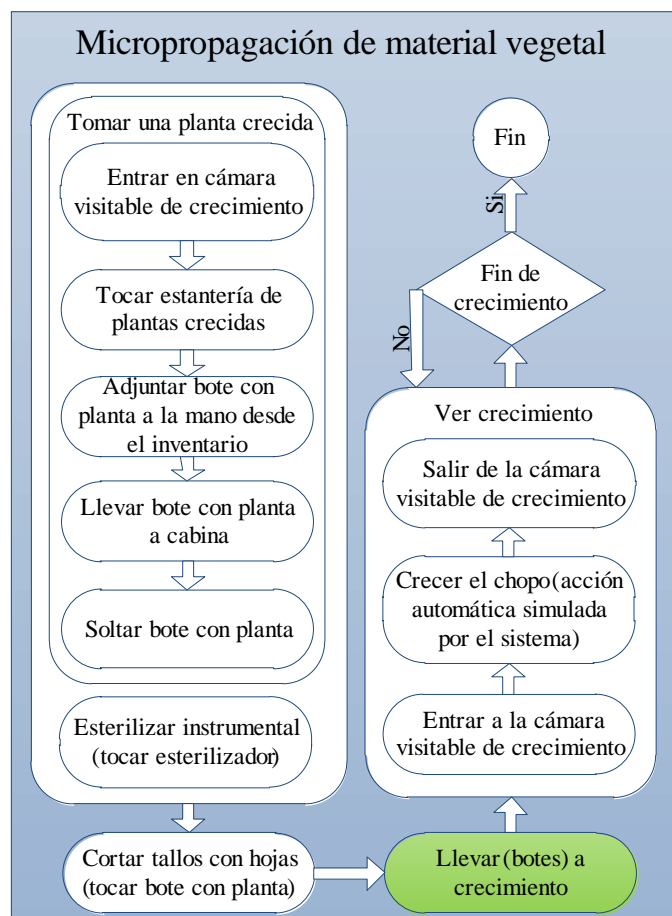 Micropropagación de material vegetal
Tomar una planta crecida
Entrar en cámara
visitable de crecimiento
Tocar estantería de
plantas crecidas
Adjuntar bote con
planta a la mano desde
el inventario
Llevar bote con planta
a cabina
Soltar bote con planta
Esterilizar instrumental
(tocar esterilizador)
Cortar tallos con hojas
(tocar bote con planta)
Llevar(botes) a
crecimiento
Ver crecimiento
Salir de la cámara
visitable de crecimiento
Crecer el chopo(acción
automática simulada
por el sistema)
Entrar a la cámara
visitable de crecimiento
Fin de
crecimiento
No
Si
Fin